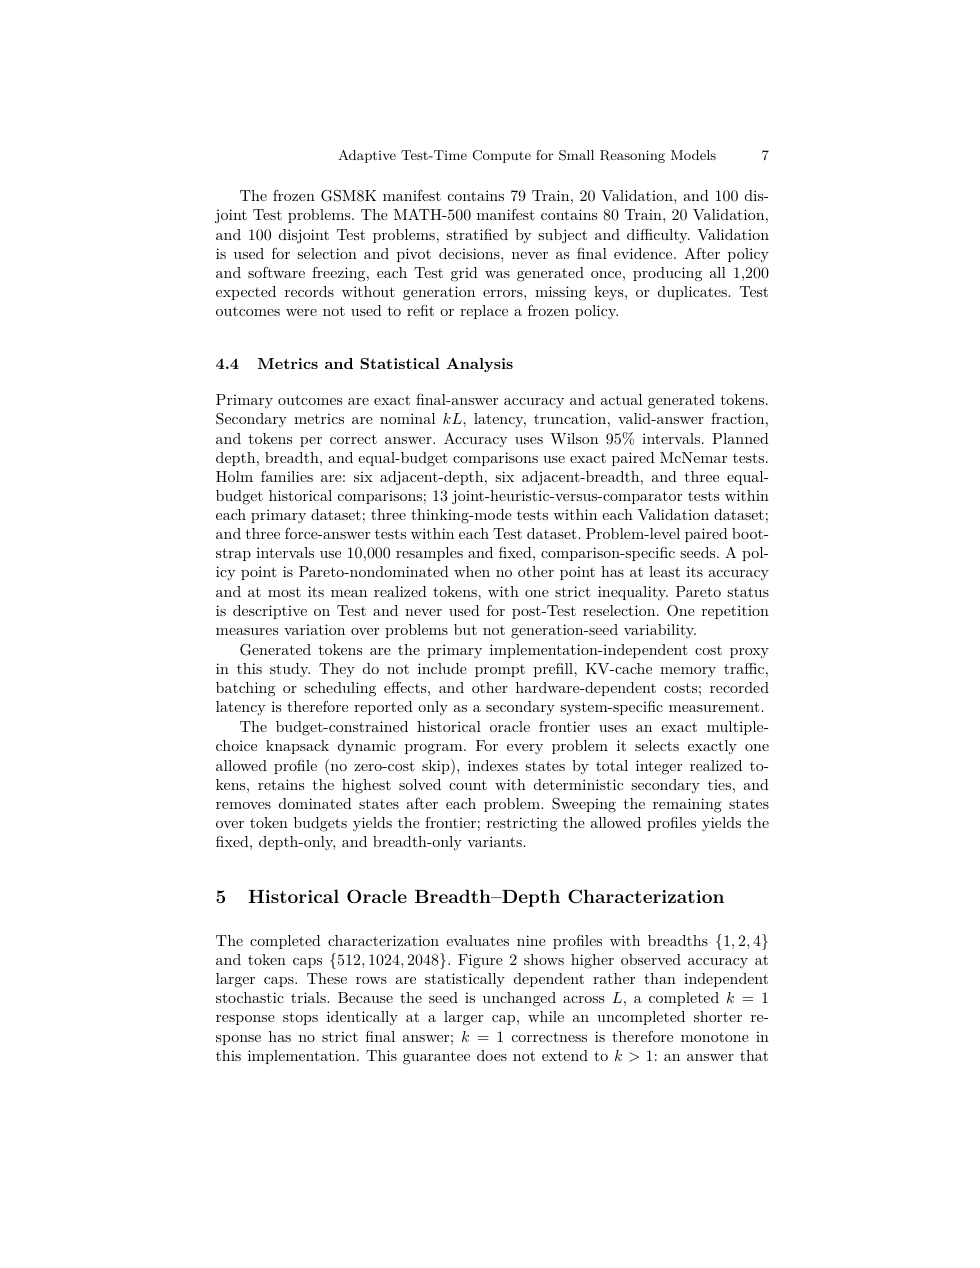 Adaptive Test-Time Compute for Small Reasoning Models 7
The frozen GSM8K manifest contains 79 Train, 20 Validation, and 100 dis-
joint Test problems. The MATH-500 manifest contains 80 Train, 20 Validation,
and 100 disjoint Test problems, stratified by subject and difficulty. Validation
is used for selection and pivot decisions, never as final evidence. After policy
and software freezing, each Test grid was generated once, producing all 1,200
expected records without generation errors, missing keys, or duplicates. Test
outcomes were not used to refit or replace a frozen policy.
4.4 Metrics and Statistical Analysis
Primary outcomes are exact final-answer accuracy and actual generated tokens.
Secondary metrics are nominal kL, latency, truncation, valid-answer fraction,
and tokens per correct answer. Accuracy uses Wilson 95% intervals. Planned
depth, breadth, and equal-budget comparisons use exact paired McNemar tests.
Holm families are: six adjacent-depth, six adjacent-breadth, and three equal-
budget historical comparisons; 13 joint-heuristic-versus-comparator tests within
each primary dataset; three thinking-mode tests within each Validation dataset;
and three force-answer tests within each Test dataset. Problem-level paired boot-
strap intervals use 10,000 resamples and fixed, comparison-specific seeds. A pol-
icy point is Pareto-nondominated when no other point has at least its accuracy
and at most its mean realized tokens, with one strict inequality. Pareto status
is descriptive on Test and never used for post-Test reselection. One repetition
measures variation over problems but not generation-seed variability.
Generated tokens are the primary implementation-independent cost proxy
in this study. They do not include prompt prefill, KV-cache memory traffic,
batching or scheduling effects, and other hardware-dependent costs; recorded
latency is therefore reported only as a secondary system-specific measurement.
The budget-constrained historical oracle frontier uses an exact multiple-
choice knapsack dynamic program. For every problem it selects exactly one
allowed profile (no zero-cost skip), indexes states by total integer realized to-
kens, retains the highest solved count with deterministic secondary ties, and
removes dominated states after each problem. Sweeping the remaining states
over token budgets yields the frontier; restricting the allowed profiles yields the
fixed, depth-only, and breadth-only variants.
5 Historical Oracle Breadth–Depth Characterization
The completed characterization evaluates nine profiles with breadths {1, 2, 4}
and token caps {512, 1024, 2048}. Figure 2 shows higher observed accuracy at
larger caps. These rows are statistically dependent rather than independent
stochastic trials. Because the seed is unchanged across L, a completed k = 1
response stops identically at a larger cap, while an uncompleted shorter re-
sponse has no strict final answer; k = 1 correctness is therefore monotone in
this implementation. This guarantee does not extend to k > 1: an answer that